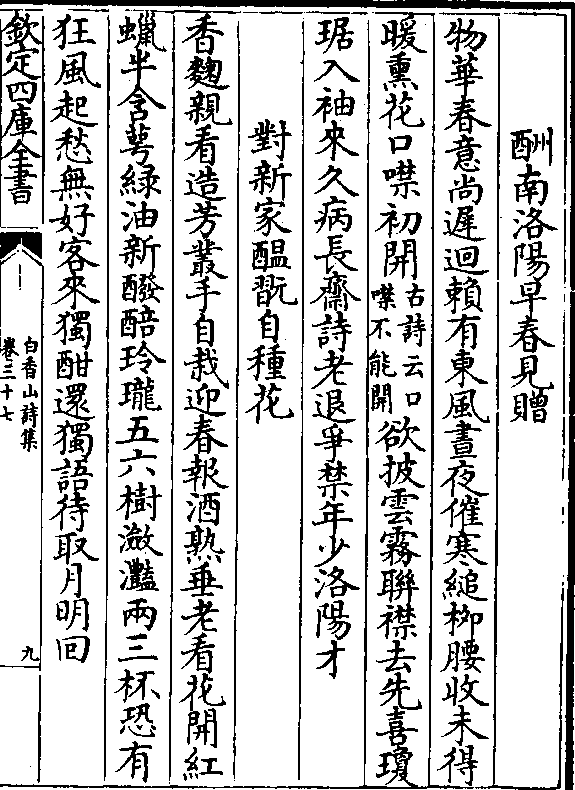 酬南洛陽早春見贈
物華春意尚遲迴賴有東風晝夜催寒縋栁腰收未得
暖熏花口噤初開古詩云口噤不能開欲披雲霧聯襟去先喜瓊
琚入袖來久病長齋詩老退爭禁年少洛陽才
對新家醖翫自種花
香麴親看造芳叢手自栽迎春報酒熟垂老看花開紅
蠟半含萼緑油新醱醅玲瓏五六樹瀲灩兩三杯恐有
狂風起愁無好客來獨酣還獨語待取月明回
欽定四庫全書
白香山詩集
卷三十七
九